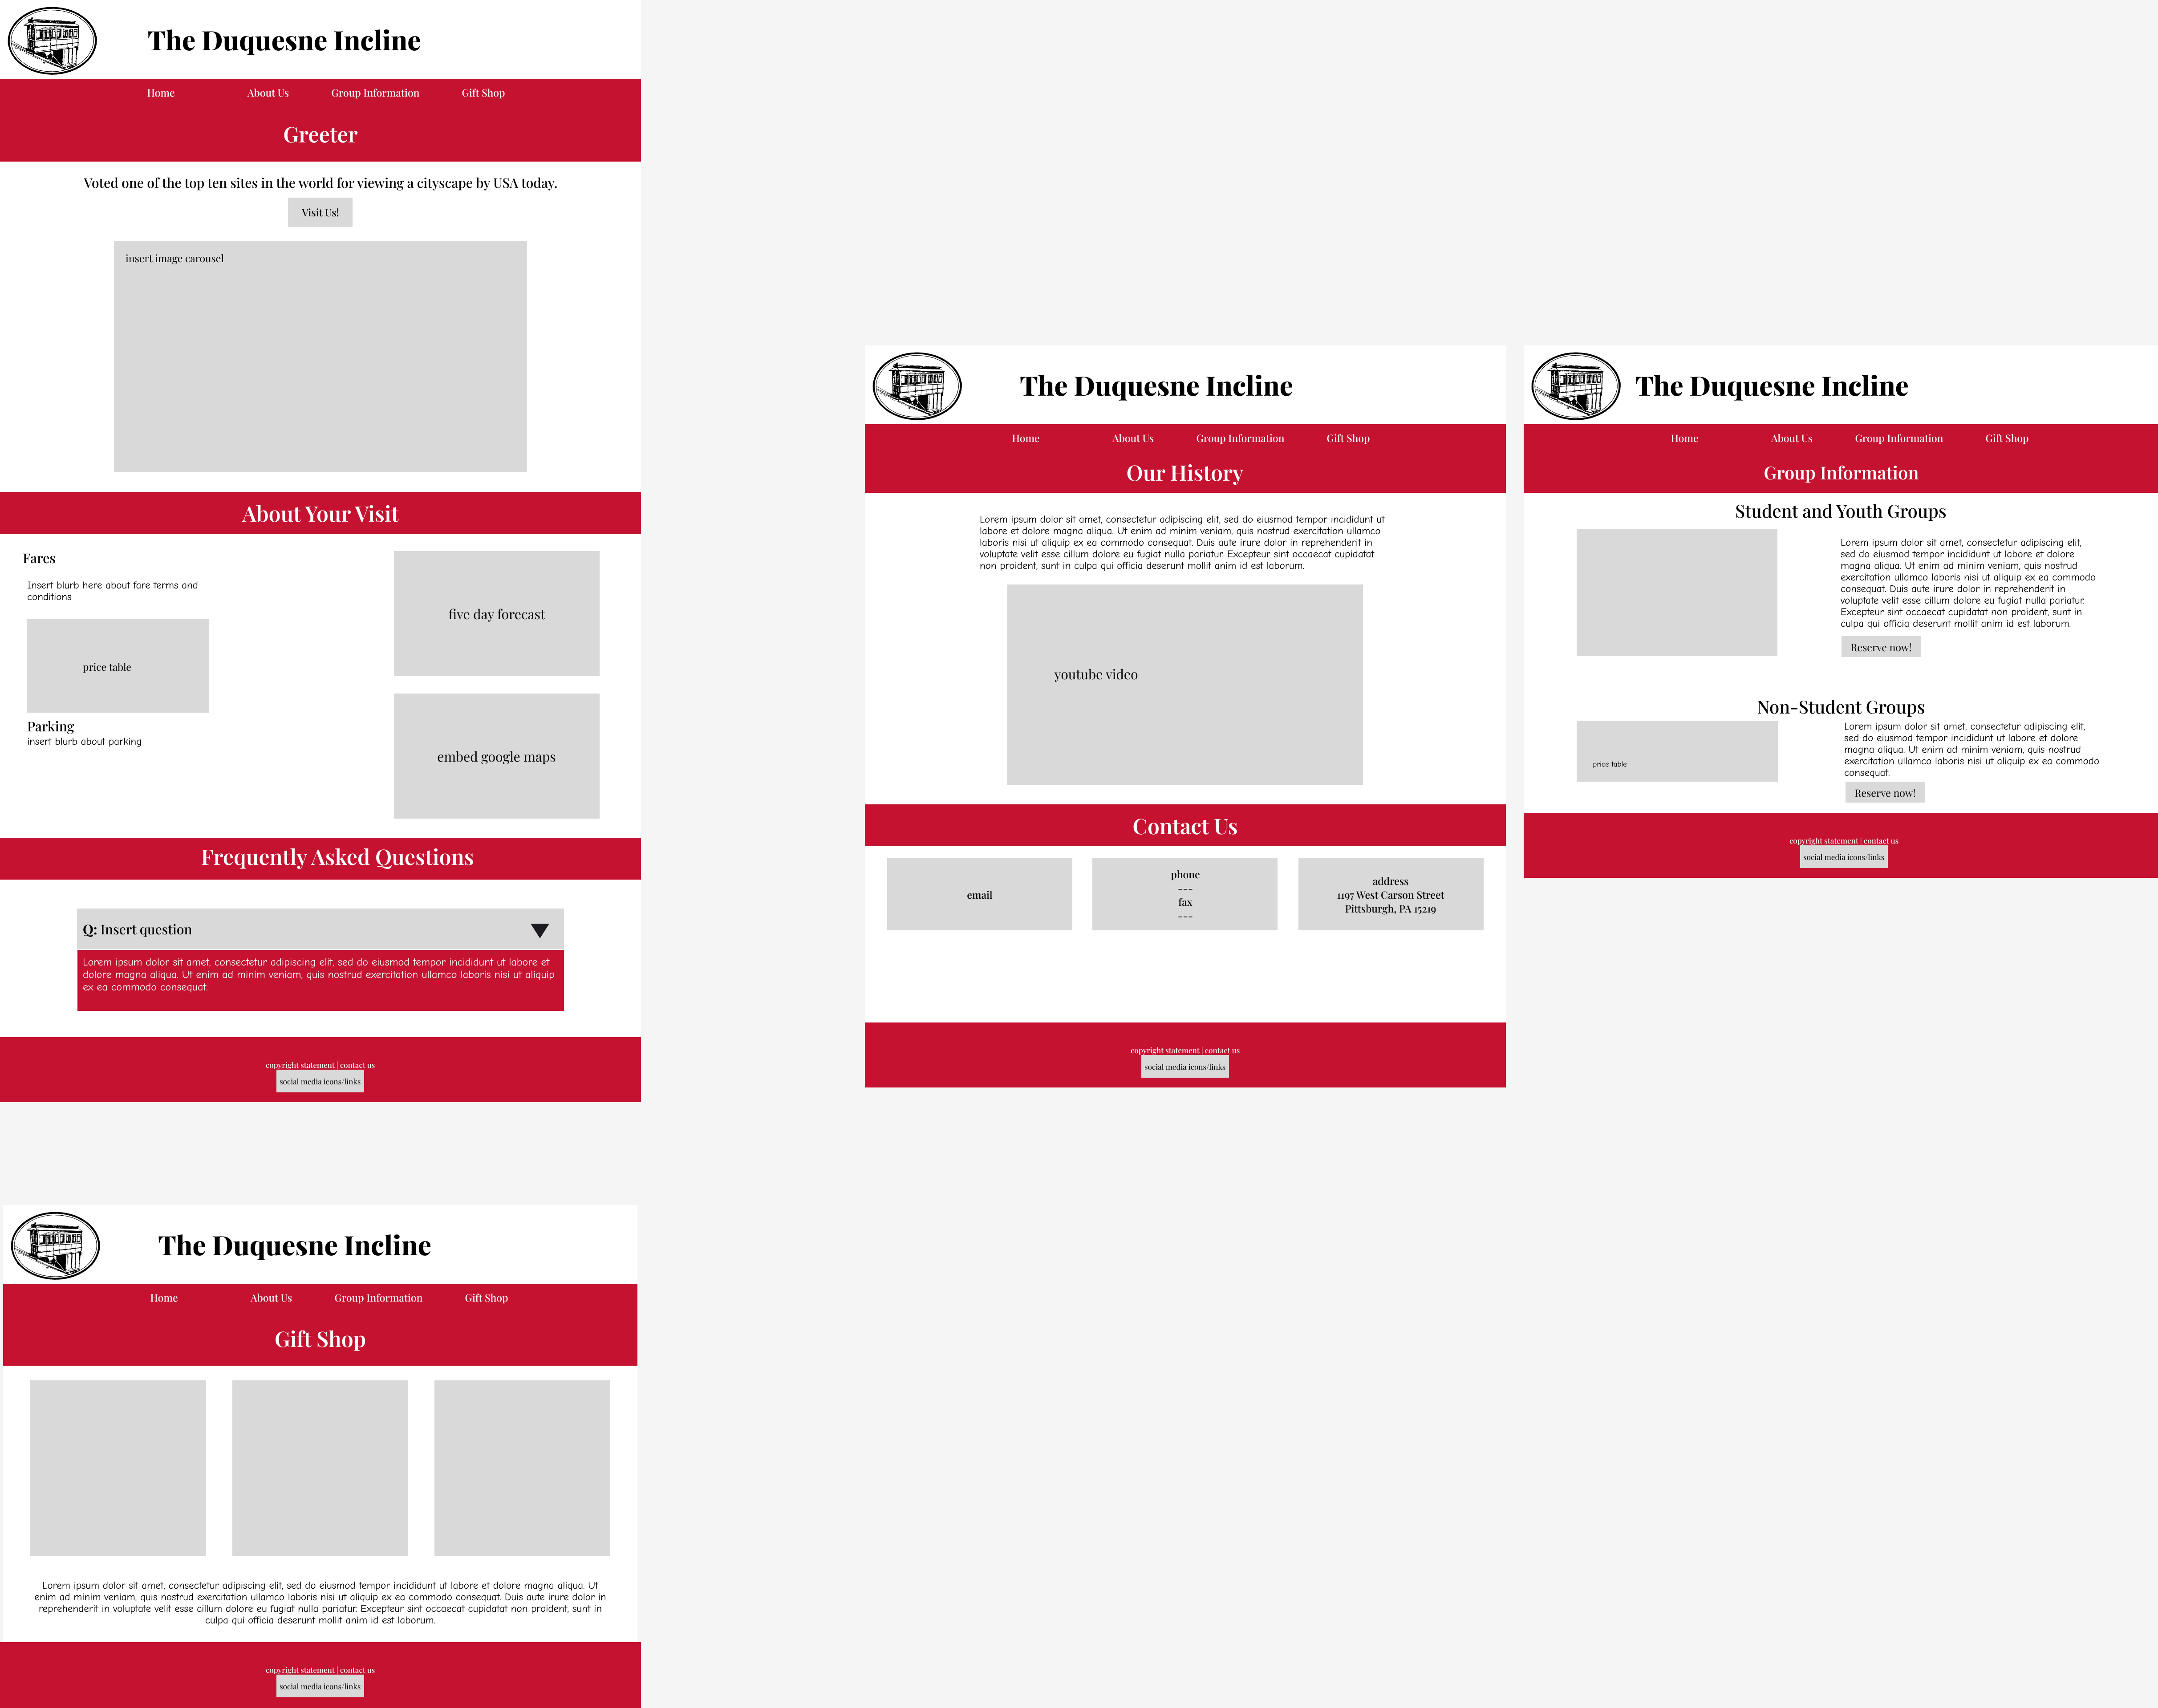 The Duquesne Incline
Home About Us Group Information Gift Shop
Greeter
Voted one of the top ten sites in the world for viewing a cityscape by USA today.
Visit Us!
insert image carousel
About Your Visit
Fares
Insert blurb here about fare terms and
conditions
price table
Parking
insert blurb about parking
five day forecast
embed google maps
Frequently Asked Questions
Q: Insert question
Lorem ipsum dolor sit amet, consectetur adipiscing elit, sed do eiusmod tempor incididunt ut labore et
dolore magna aliqua. Ut enim ad minim veniam, quis nostrud exercitation ullamco laboris nisi ut aliquip
ex ea commodo consequat.
copyright statement | contact us
social media icons/links
The Duquesne Incline
Home About Us Group Information Gift Shop
Our History
Lorem ipsum dolor sit amet, consectetur adipiscing elit, sed do eiusmod tempor incididunt ut
labore et dolore magna aliqua. Ut enim ad minim veniam, quis nostrud exercitation ullamco
laboris nisi ut aliquip ex ea commodo consequat. Duis aute irure dolor in reprehenderit in
voluptate velit esse cillum dolore eu fugiat nulla pariatur. Excepteur sint occaecat cupidatat
non proident, sunt in culpa qui officia deserunt mollit anim id est laborum.
youtube video
Contact Us
email
phone
---
fax
---
address
1197 West Carson Street
Pittsburgh, PA 15219
copyright statement | contact us
social media icons/links
The Duquesne Incline
Home About Us Group Information Gift Shop
Group Information
Student and Youth Groups
Lorem ipsum dolor sit amet, consectetur adipiscing elit,
sed do eiusmod tempor incididunt ut labore et dolore
magna aliqua. Ut enim ad minim veniam, quis nostrud
exercitation ullamco laboris nisi ut aliquip ex ea commodo
consequat. Duis aute irure dolor in reprehenderit in
voluptate velit esse cillum dolore eu fugiat nulla pariatur.
Excepteur sint occaecat cupidatat non proident, sunt in
culpa qui officia deserunt mollit anim id est laborum.
Reserve now!
Non-Student Groups
price table
Lorem ipsum dolor sit amet, consectetur adipiscing elit,
sed do eiusmod tempor incididunt ut labore et dolore
magna aliqua. Ut enim ad minim veniam, quis nostrud
exercitation ullamco laboris nisi ut aliquip ex ea commodo
consequat.
Reserve now!
copyright statement | contact us
social media icons/links
The Duquesne Incline
Home About Us Group Information Gift Shop
Gift Shop
Lorem ipsum dolor sit amet, consectetur adipiscing elit, sed do eiusmod tempor incididunt ut labore et dolore magna aliqua. Ut
enim ad minim veniam, quis nostrud exercitation ullamco laboris nisi ut aliquip ex ea commodo consequat. Duis aute irure dolor in
reprehenderit in voluptate velit esse cillum dolore eu fugiat nulla pariatur. Excepteur sint occaecat cupidatat non proident, sunt in
culpa qui officia deserunt mollit anim id est laborum.
copyright statement | contact us
social media icons/links